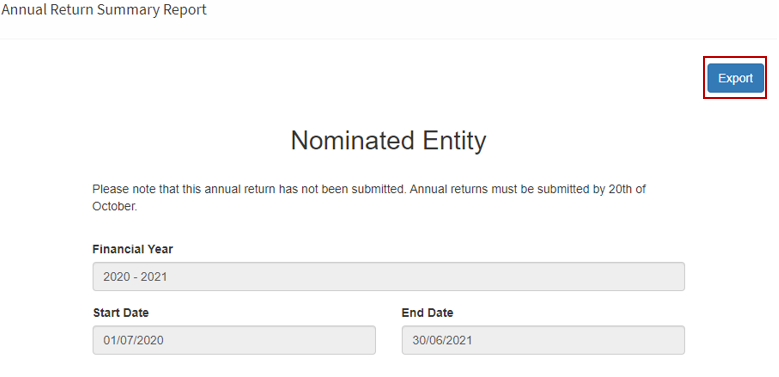 Annual Return Summary Report
Export
Nominated Entity
Please note that this annual return has not been submitted. Annual returns must be submitted by 20th of
October.
Financial Year
2020 - 2021
Start Date
End Date
01/07/2020
30/06/2021